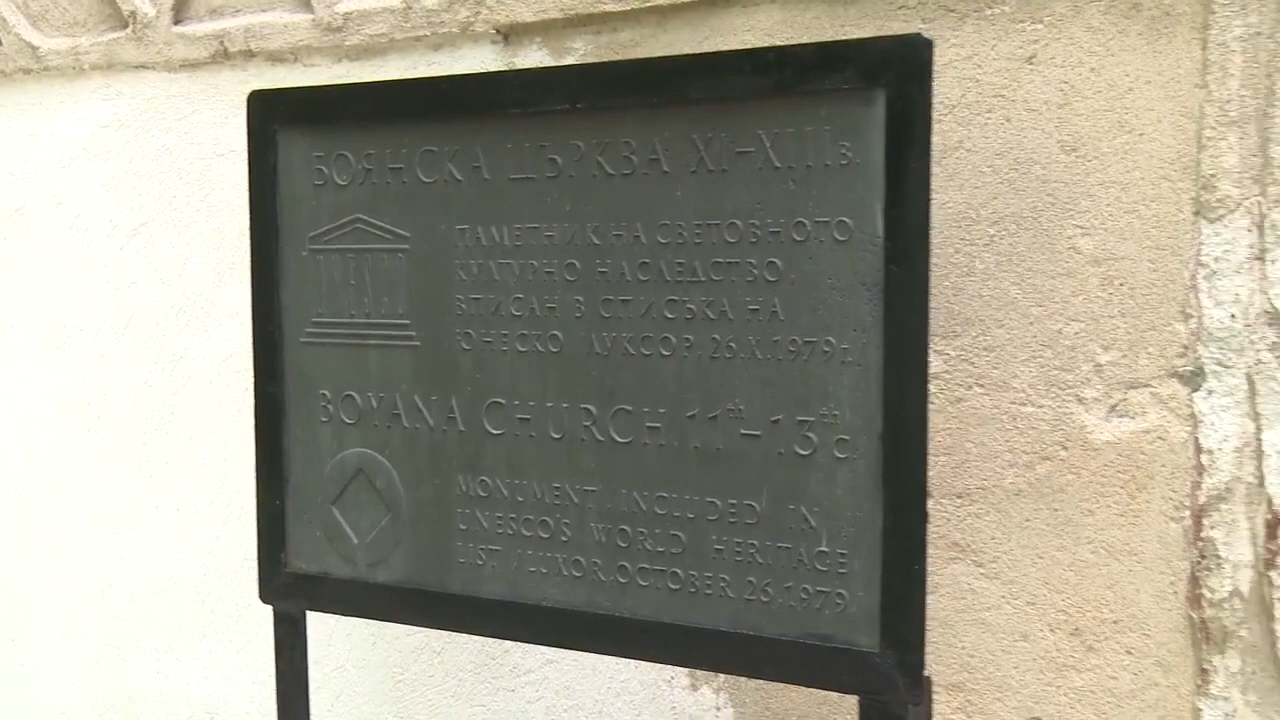 БОЯНСКА ЦЪРКВА XI–XIII в.
UNESCO
ПАМЕТНИК НА СВЕТОВНОТО
КУЛТУРНО НАСЛЕДСТВО
ВПИСАН В СПИСЪКА НА
ЮНЕСКО /ЛУКСОР, 26.X.1979 г./
BOYANA CHURCH 11th – 13th c.
MONUMENT, INCLUDED IN
UNESCO'S WORLD HERITAGE
LIST /LUXOR, OCTOBER 26, 1979/